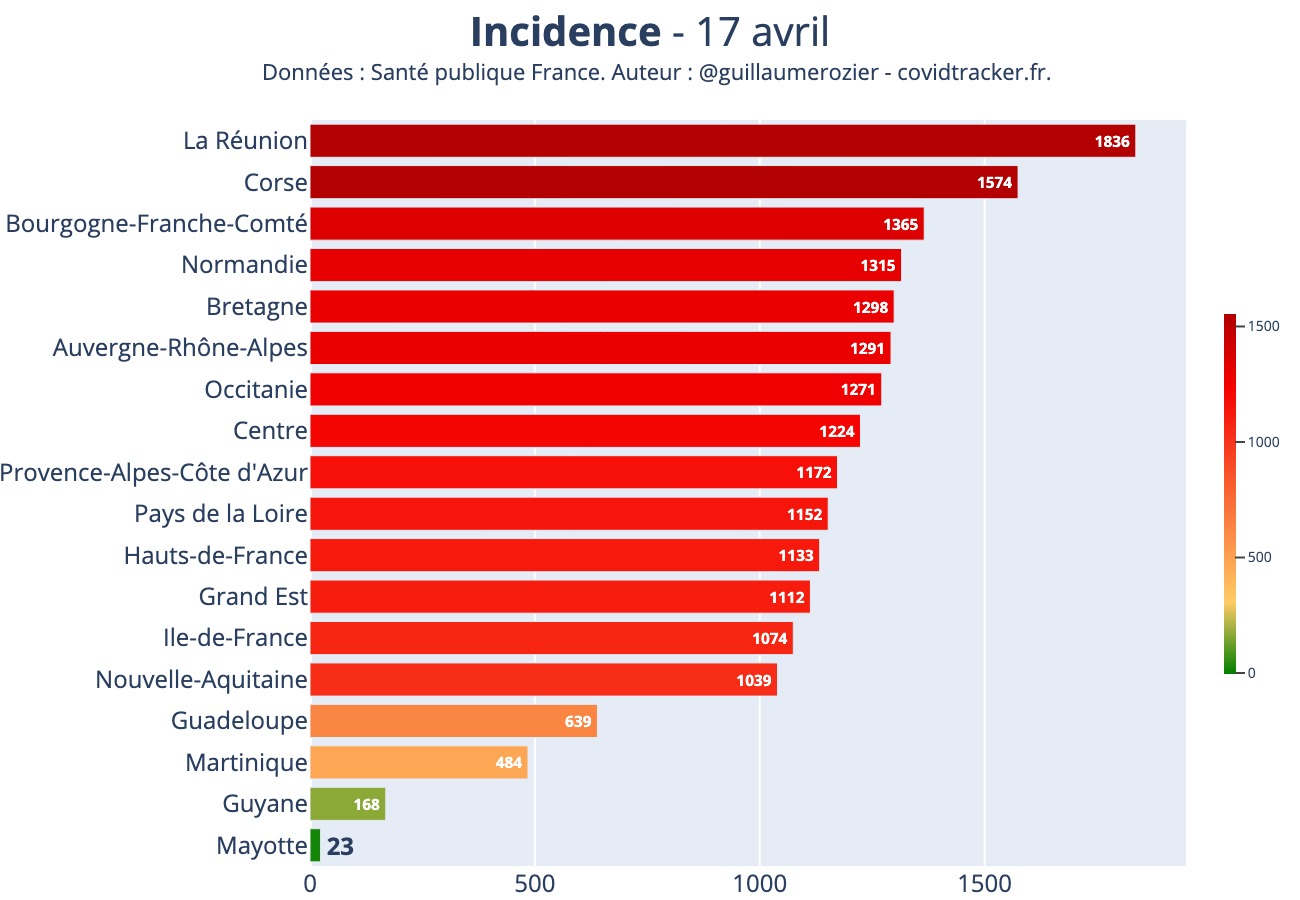 Incidence - 17 avril
Données : Santé publique France. Auteur : @guillaumerozier - covidtracker.fr.
La Réunion 1836
Corse 1574
Bourgogne-Franche-Comté 1365
Normandie 1315
Bretagne 1298
Auvergne-Rhône-Alpes 1291
Occitanie 1271
Centre 1224
Provence-Alpes-Côte d'Azur 1172
Pays de la Loire 1152
Hauts-de-France 1133
Grand Est 1112
Ile-de-France 1074
Nouvelle-Aquitaine 1039
Guadeloupe 639
Martinique 484
Guyane 168
Mayotte 23
0 500 1000 1500
1500
1000
500
0